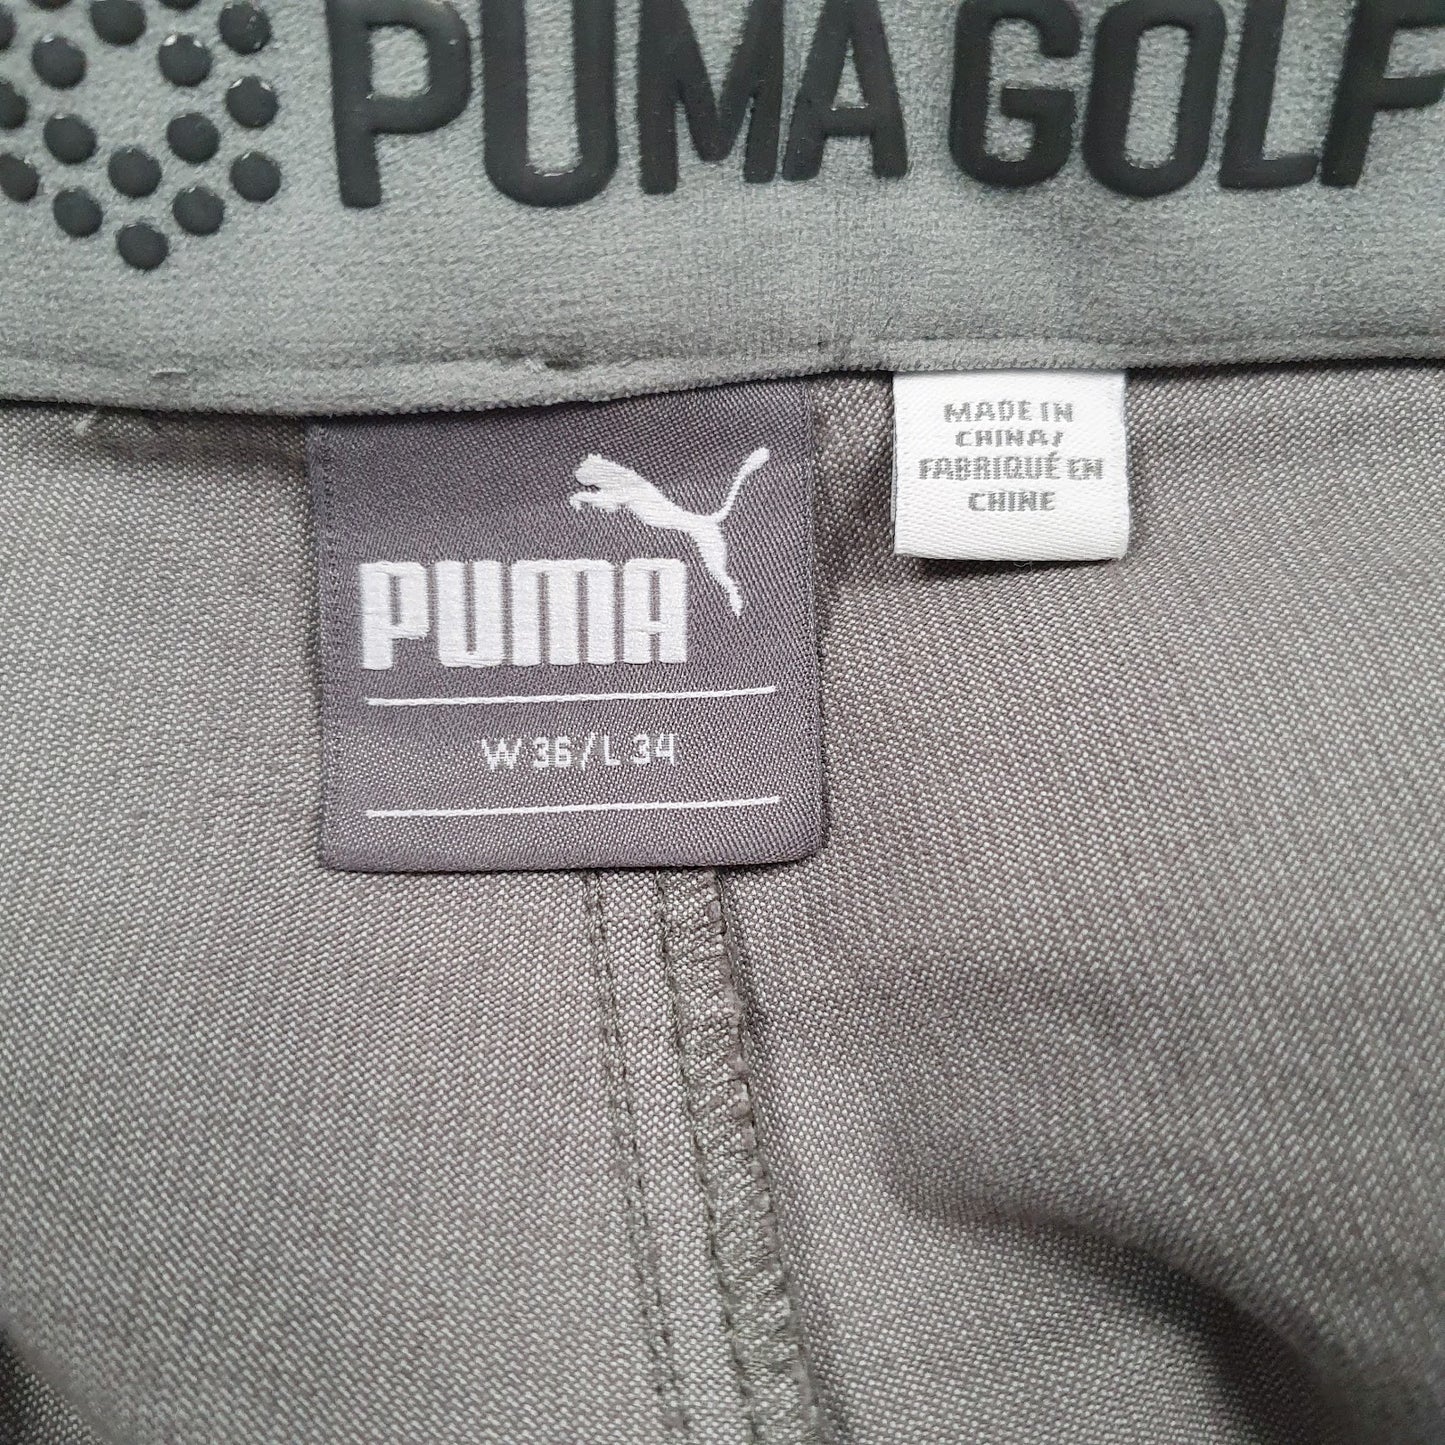 PUMA GOLF
PUMA
W 36 / L 34
MADE IN
CHINA/
FABRIQUÉ EN
CHINE